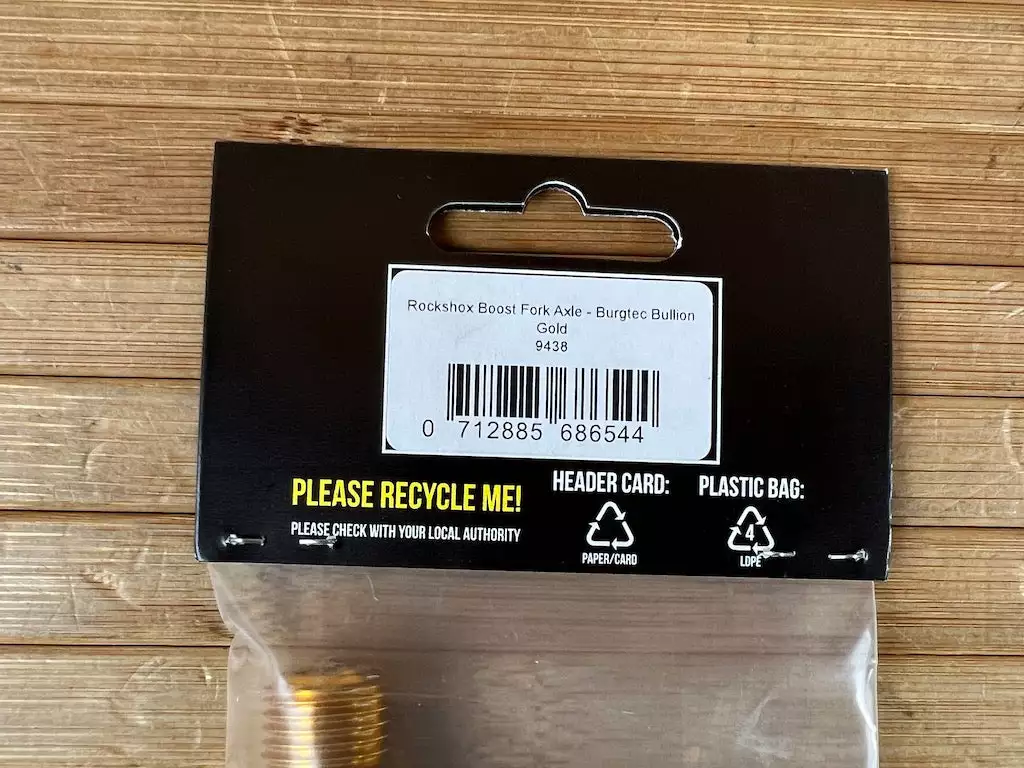 Rockshox Boost Fork Axle - Burgtec Bullion
Gold
9438
0 712885 686544
PLEASE RECYCLE ME!
PLEASE CHECK WITH YOUR LOCAL AUTHORITY
HEADER CARD:
PAPER/CARD
PLASTIC BAG:
4
LDPE